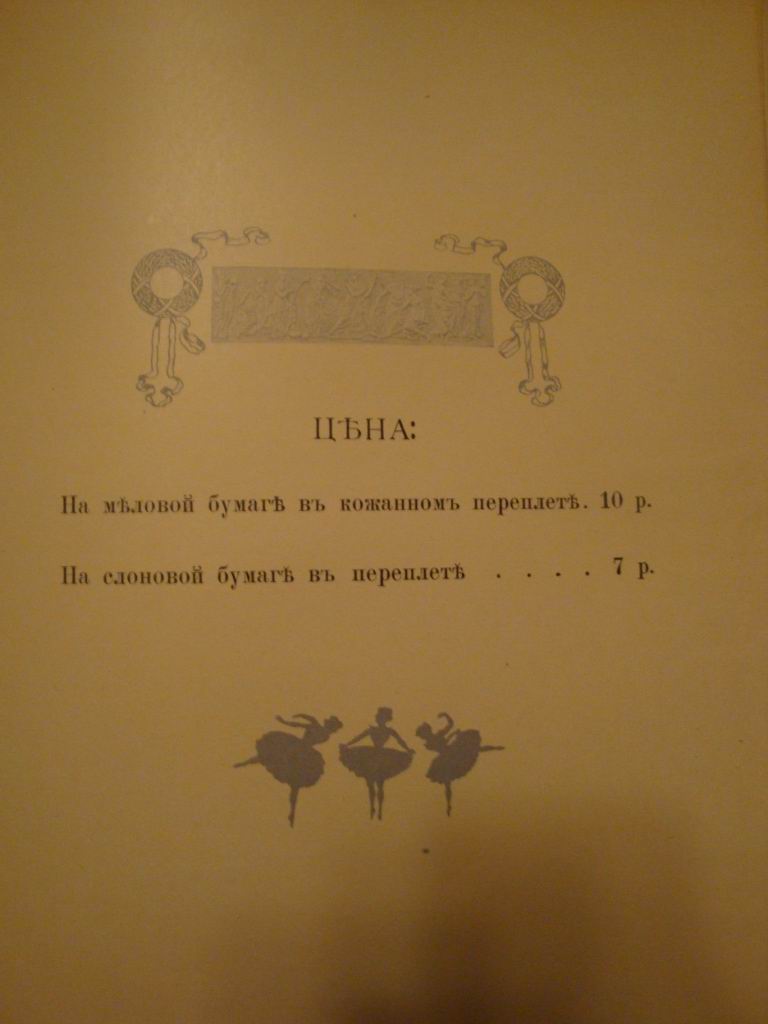 ЦѢНА:
На мѣловой бумагѣ въ кожанномъ переплетѣ. 10 р.
На слоновой бумагѣ въ переплетѣ . . . . 7 р.